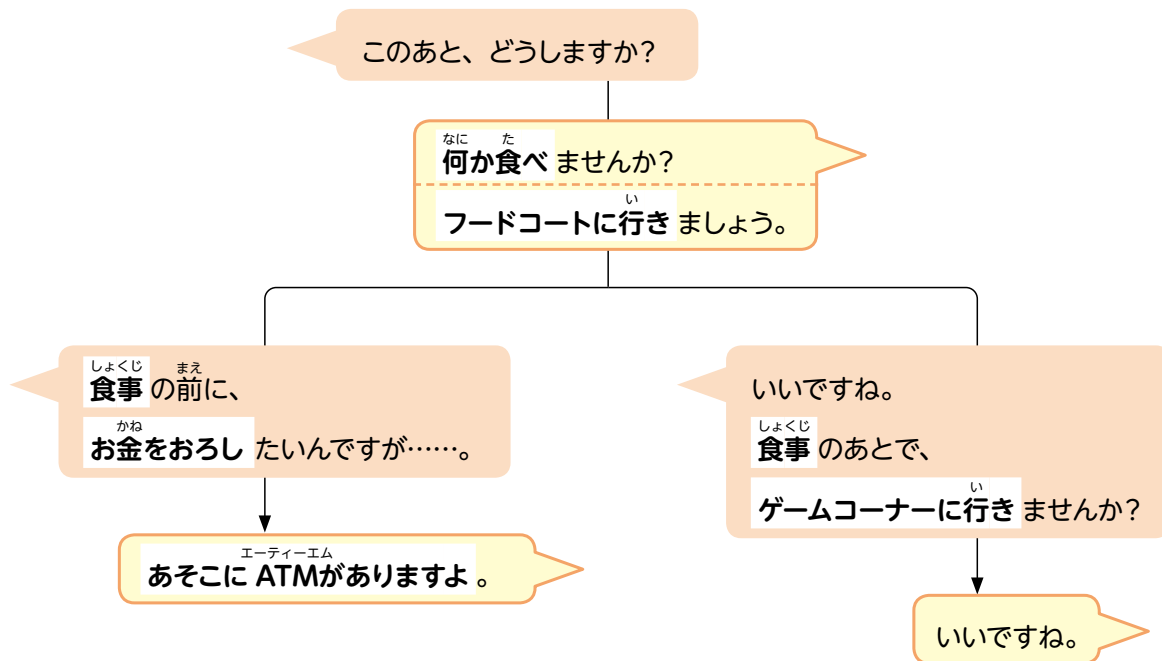 このあと、どうしますか?
なに た
何か食べ ませんか?
い
フードコートに行き ましょう。
しょくじ まえ
食事 の前に、
かね
お金をおろし たいんですが……。
エーティーエム
あそこに ATMがありますよ 。
いいですね。
しょくじ
食事 のあとで、
い
ゲームコーナーに行き ませんか?
いいですね。